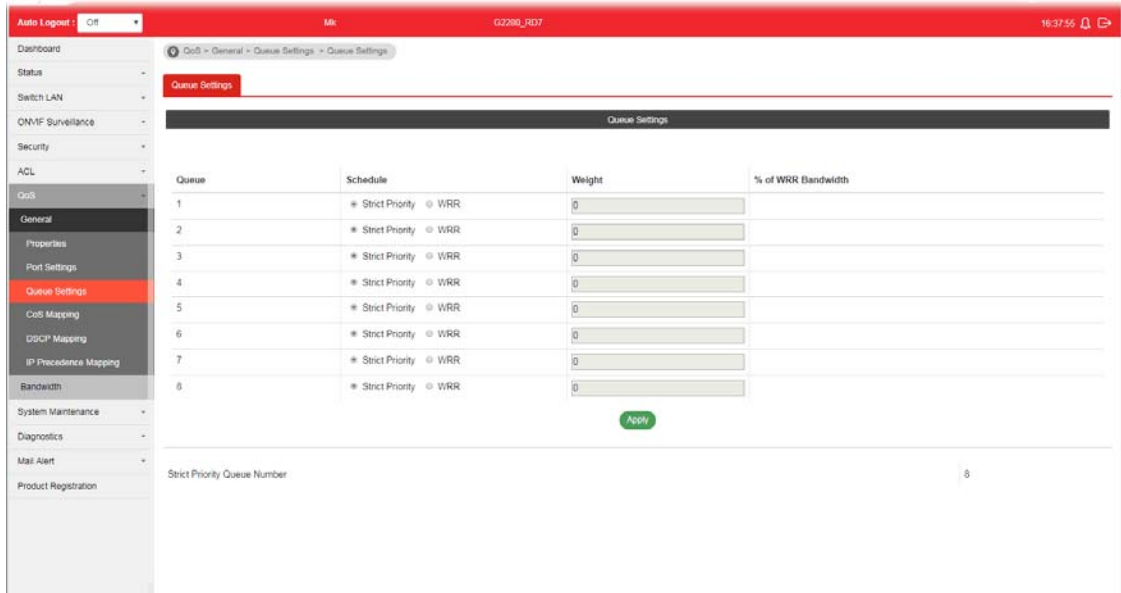 Auto Logout : Off Mk G2280_RD7 16:37:55
Dashboard
Status
Switch LAN
ONVIF Surveillance
Security
ACL
QoS
General
Properties
Port Settings
Queue Settings
CoS Mapping
DSCP Mapping
IP Precedence Mapping
Bandwidth
System Maintenance
Diagnostics
Mail Alert
Product Registration
QoS > General > Queue Settings > Queue Settings
Queue Settings
Queue Settings
Queue Schedule Weight % of WRR Bandwidth
1 Strict Priority WRR 0
2 Strict Priority WRR 0
3 Strict Priority WRR 0
4 Strict Priority WRR 0
5 Strict Priority WRR 0
6 Strict Priority WRR 0
7 Strict Priority WRR 0
8 Strict Priority WRR 0
Apply
Strict Priority Queue Number 8